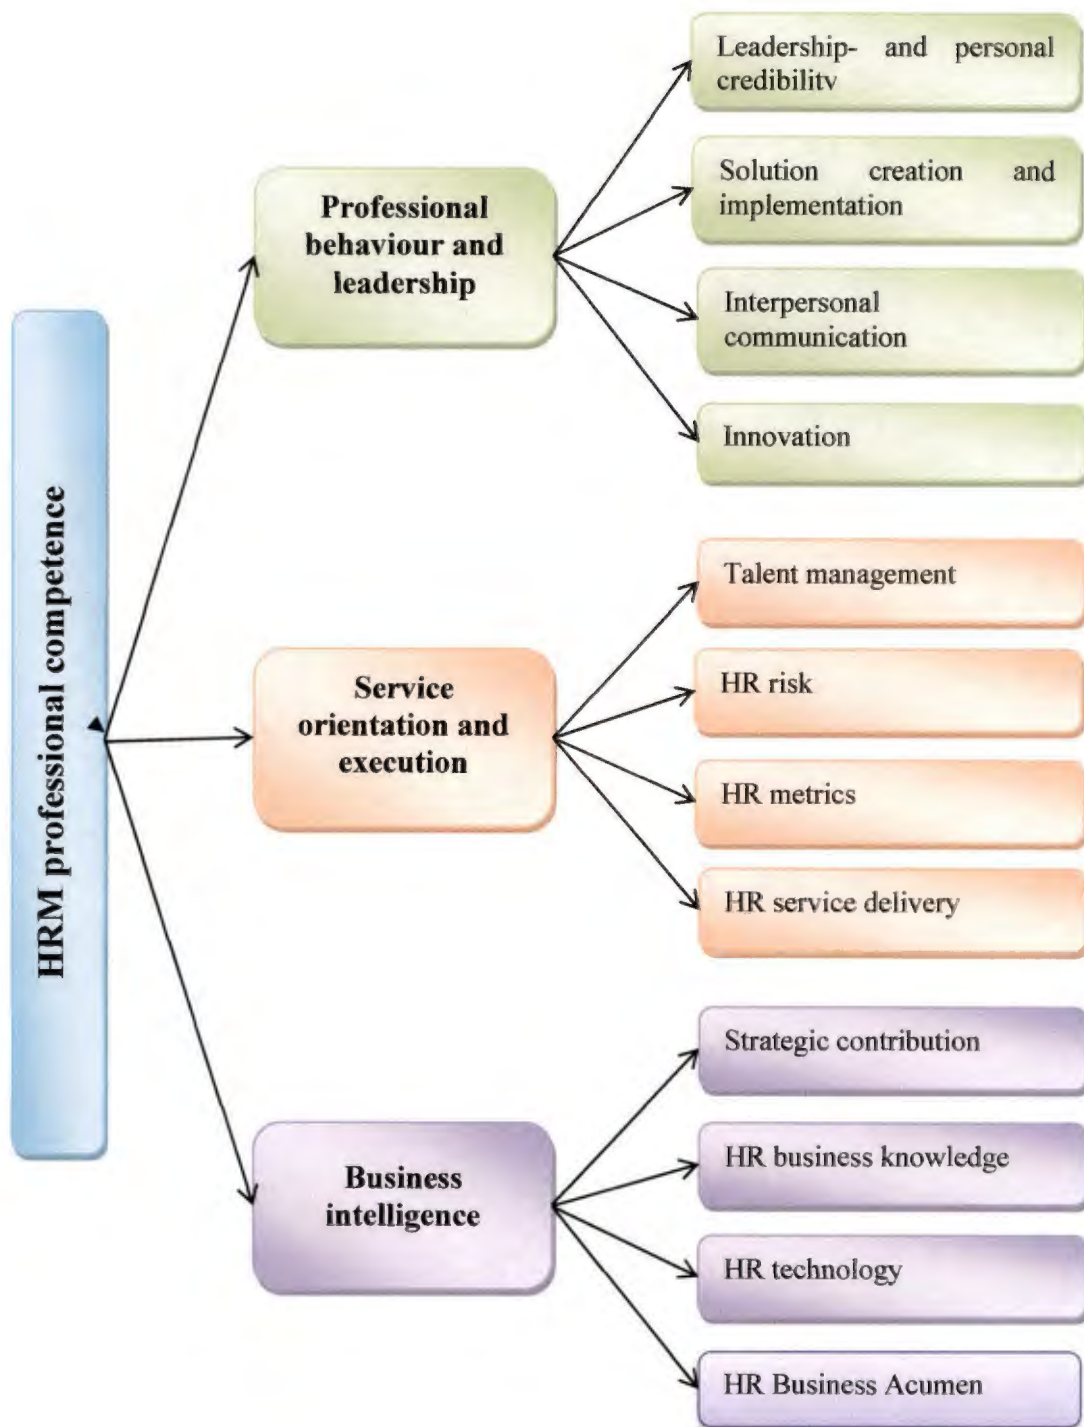 HRM professional competence
Professional
behaviour and
leadership
Leadership- and personal
credibility
Solution creation and
implementation
Interpersonal
communication
Innovation
Service
orientation and
execution
Talent management
HR risk
HR metrics
HR service delivery
Business
intelligence
Strategic contribution
HR business knowledge
HR technology
HR Business Acumen